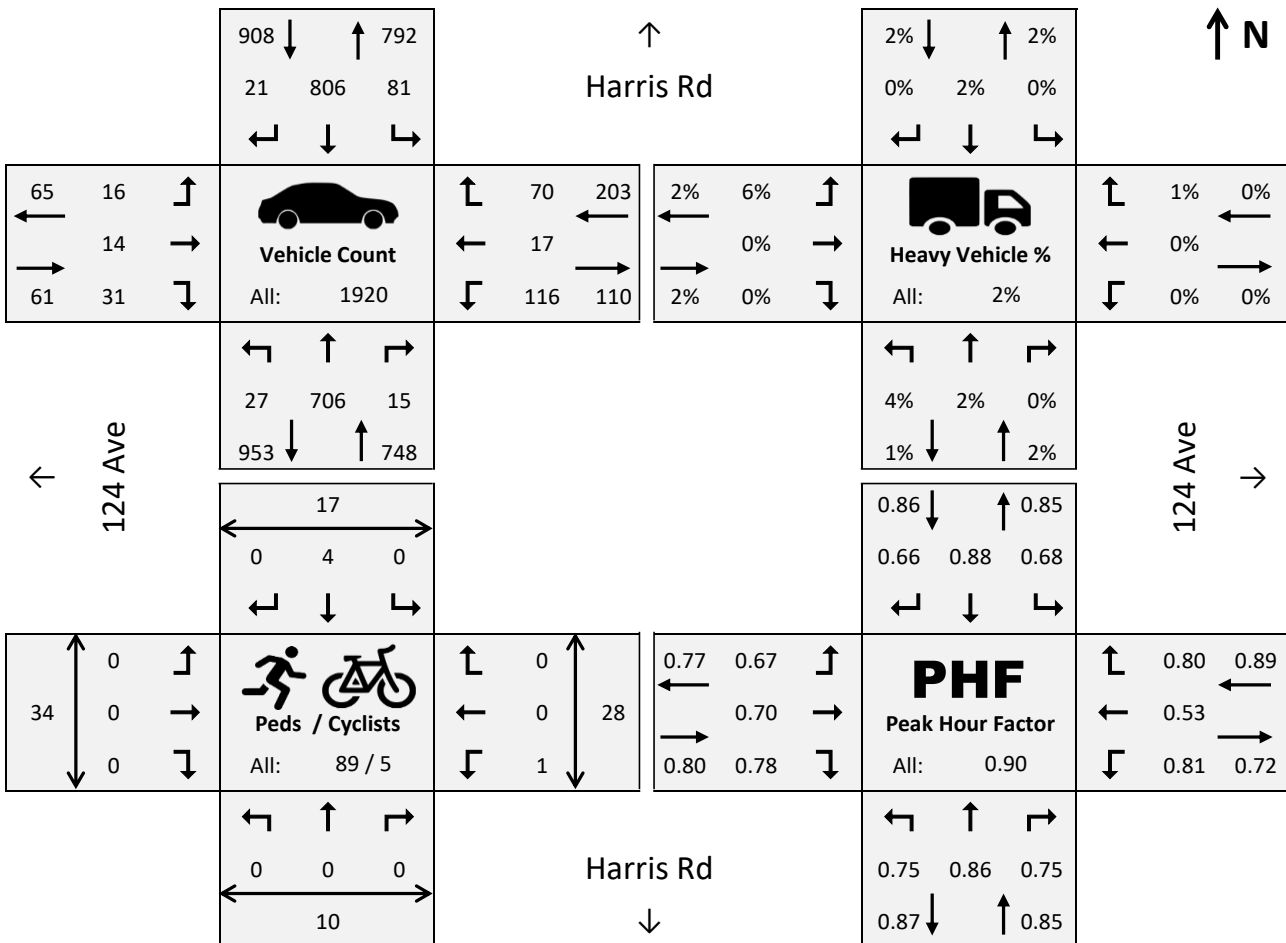 908 792 2% 2% N
Harris Rd
21 806 81 0% 2% 0%
65 16 70 203 2% 6% 1% 0%
14 Vehicle Count 17 0% Heavy Vehicle % 0%
61 31 All: 1920 116 110 2% 0% All: 2% 0% 0%
27 706 15 4% 2% 0%
953 748 1% 2%
124 Ave 124 Ave
17 0.86 0.85
0 4 0 0.66 0.88 0.68
0 0 0.77 0.67 0.80 0.89
34 0 Peds / Cyclists 0 28 0.70 PHF Peak Hour Factor 0.53
0 All: 89 / 5 1 0.80 0.78 All: 0.90 0.81 0.72
0 0 0 Harris Rd 0.75 0.86 0.75
10 0.87 0.85